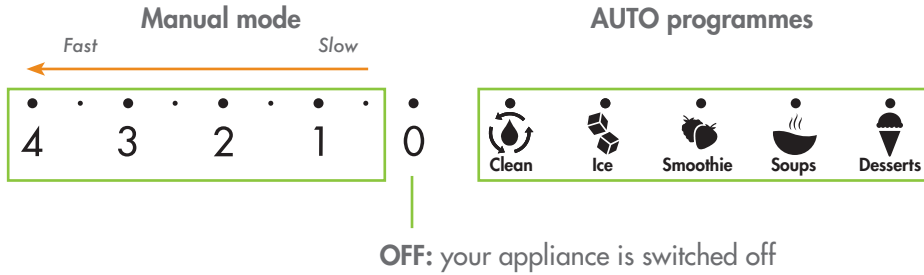 Manual mode
AUTO programmes
Fast Slow
4 3 2 1 0
Clean Ice Smoothie Soups Desserts
OFF: your appliance is switched off